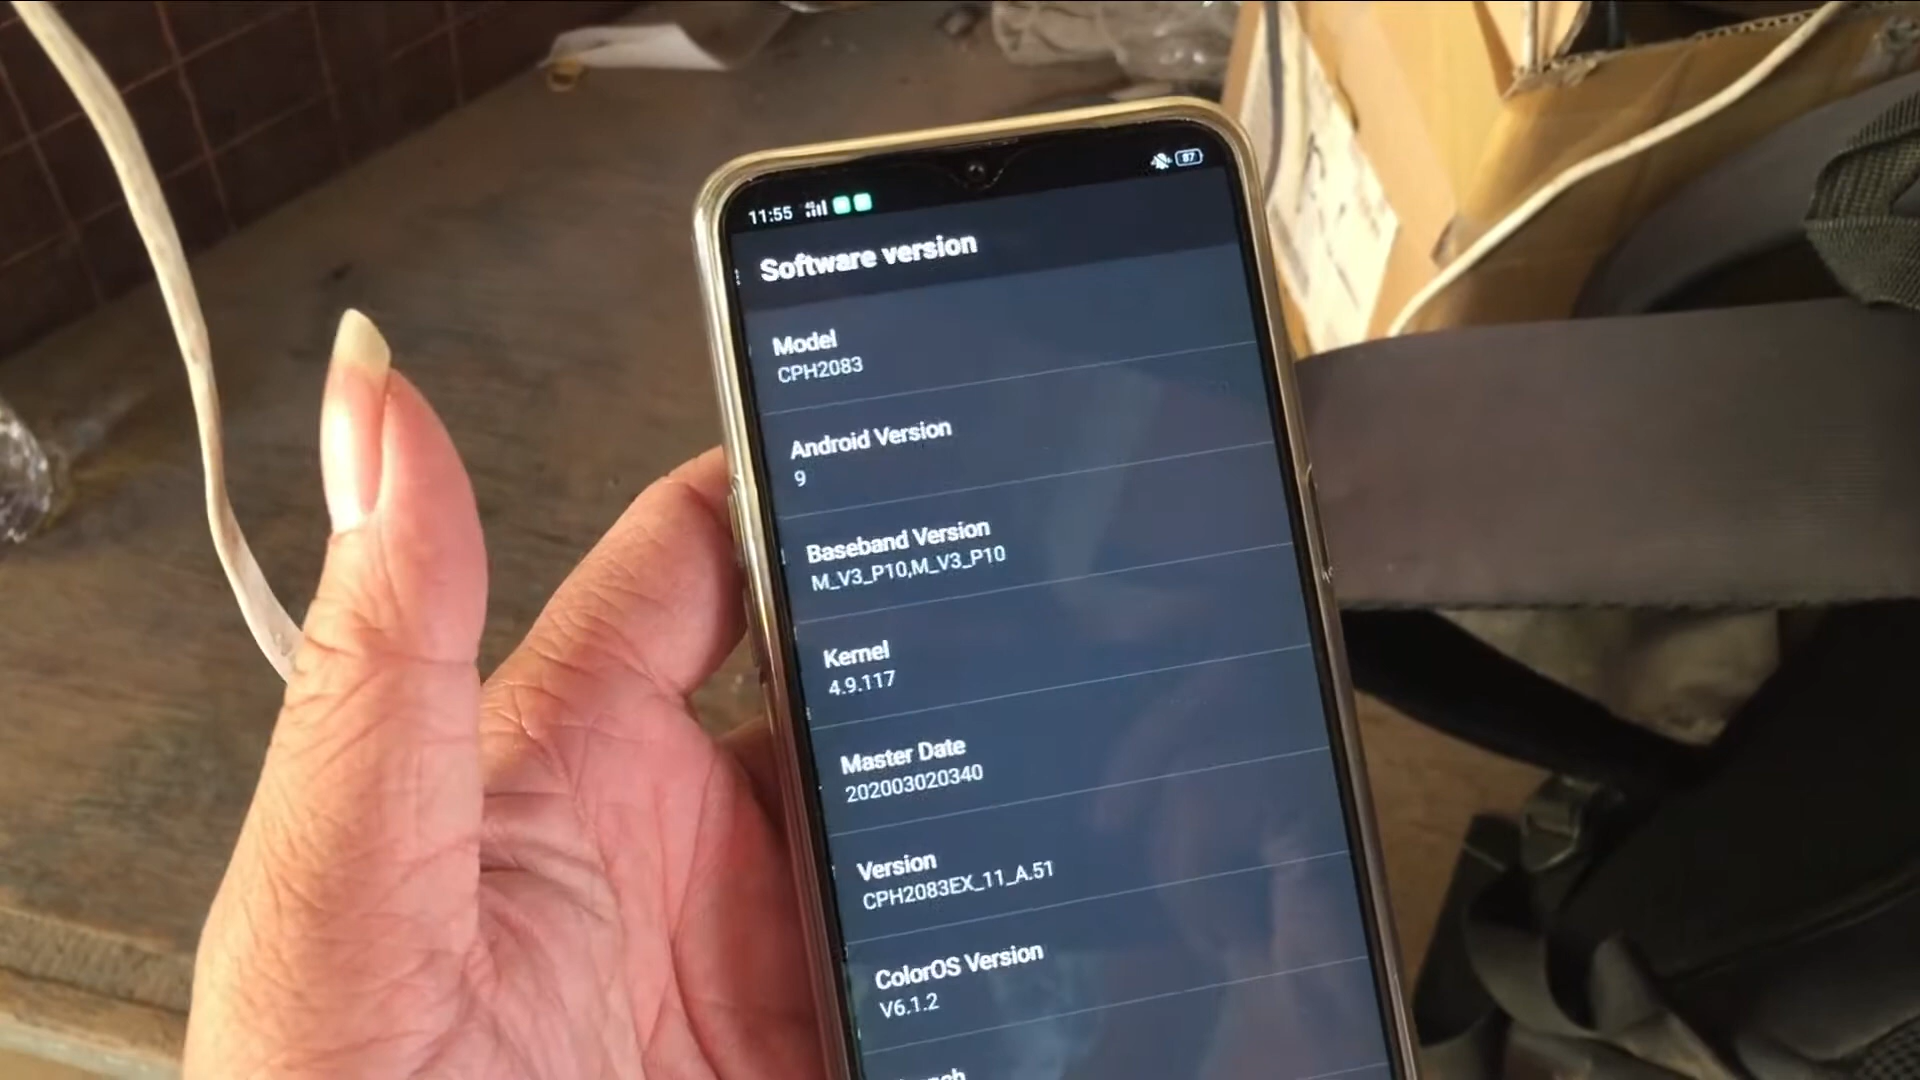 11:55
87
Software version
Model
CPH2083
Android Version
9
Baseband Version
M_V3_P10,M_V3_P10
Kernel
4.9.117
Master Date
202003020340
Version
CPH2083EX_11_A.51
ColorOS Version
V6.1.2